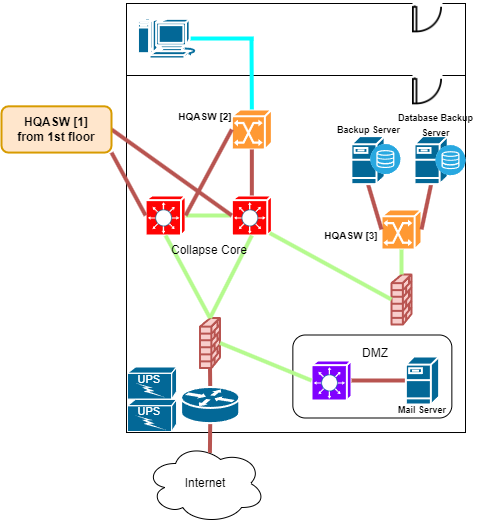 HQASW [1]
from 1st floor
HQASW [2]
Database Backup
Server
Backup Server
HQASW [3]
Collapse Core
DMZ
UPS
UPS
Mail Server
Internet